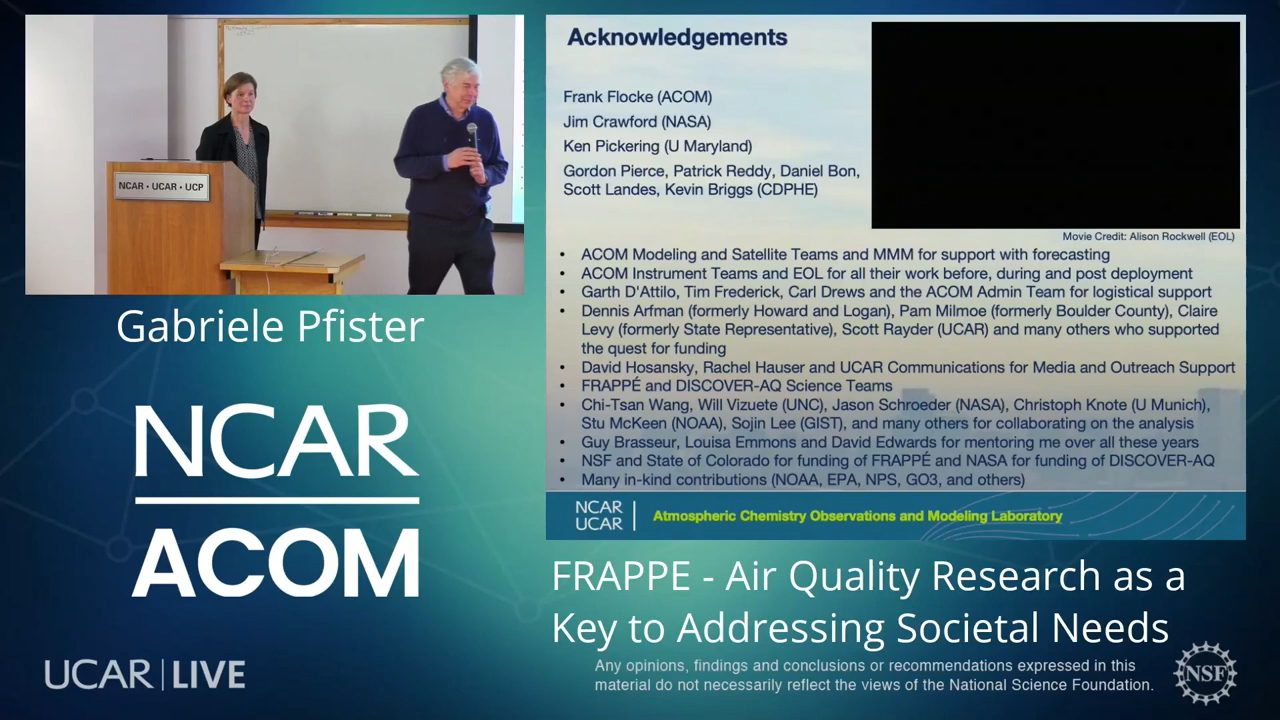 NCAR • UCAR • UCP
Gabriele Pfister
NCAR
ACOM
UCAR | LIVE
Acknowledgements
Frank Flocke (ACOM)
Jim Crawford (NASA)
Ken Pickering (U Maryland)
Gordon Pierce, Patrick Reddy, Daniel Bon,
Scott Landes, Kevin Briggs (CDPHE)
Movie Credit: Alison Rockwell (EOL)
• ACOM Modeling and Satellite Teams and MMM for support with forecasting
• ACOM Instrument Teams and EOL for all their work before, during and post deployment
• Garth D'Attilo, Tim Frederick, Carl Drews and the ACOM Admin Team for logistical support
• Dennis Arfman (formerly Howard and Logan), Pam Milmoe (formerly Boulder County), Claire
Levy (formerly State Representative), Scott Rayder (UCAR) and many others who supported
the quest for funding
• David Hosansky, Rachel Hauser and UCAR Communications for Media and Outreach Support
• FRAPPÉ and DISCOVER-AQ Science Teams
• Chi-Tsan Wang, Will Vizuete (UNC), Jason Schroeder (NASA), Christoph Knote (U Munich),
Stu McKeen (NOAA), Sojin Lee (GIST), and many others for collaborating on the analysis
• Guy Brasseur, Louisa Emmons and David Edwards for mentoring me over all these years
• NSF and State of Colorado for funding of FRAPPÉ and NASA for funding of DISCOVER-AQ
• Many in-kind contributions (NOAA, EPA, NPS, GO3, and others)
NCAR
UCAR
Atmospheric Chemistry Observations and Modeling Laboratory
FRAPPE - Air Quality Research as a
Key to Addressing Societal Needs
Any opinions, findings and conclusions or recommendations expressed in this
material do not necessarily reflect the views of the National Science Foundation.
NSF